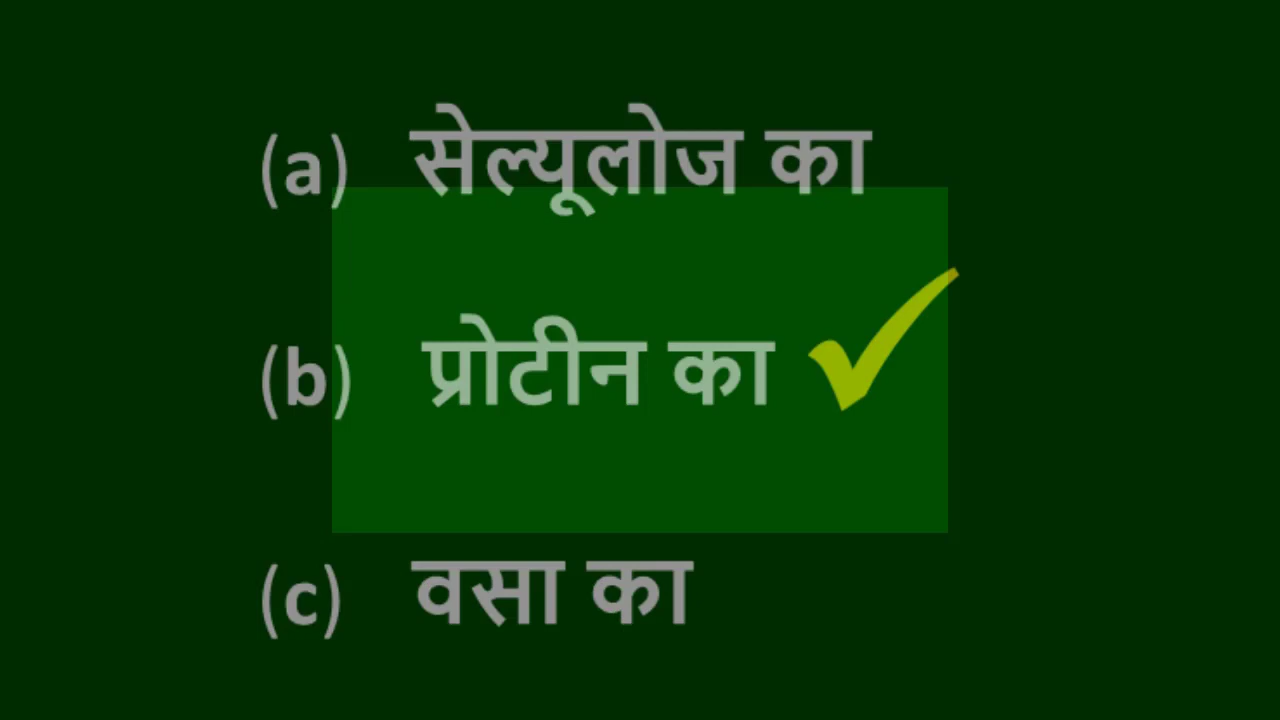 (a) सेल्यूलोज का
(b) प्रोटीन का
(c) वसा का